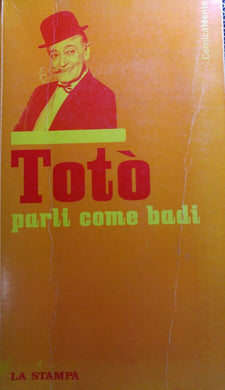 ComicaMente
Totò
parli come badi
LA STAMPA